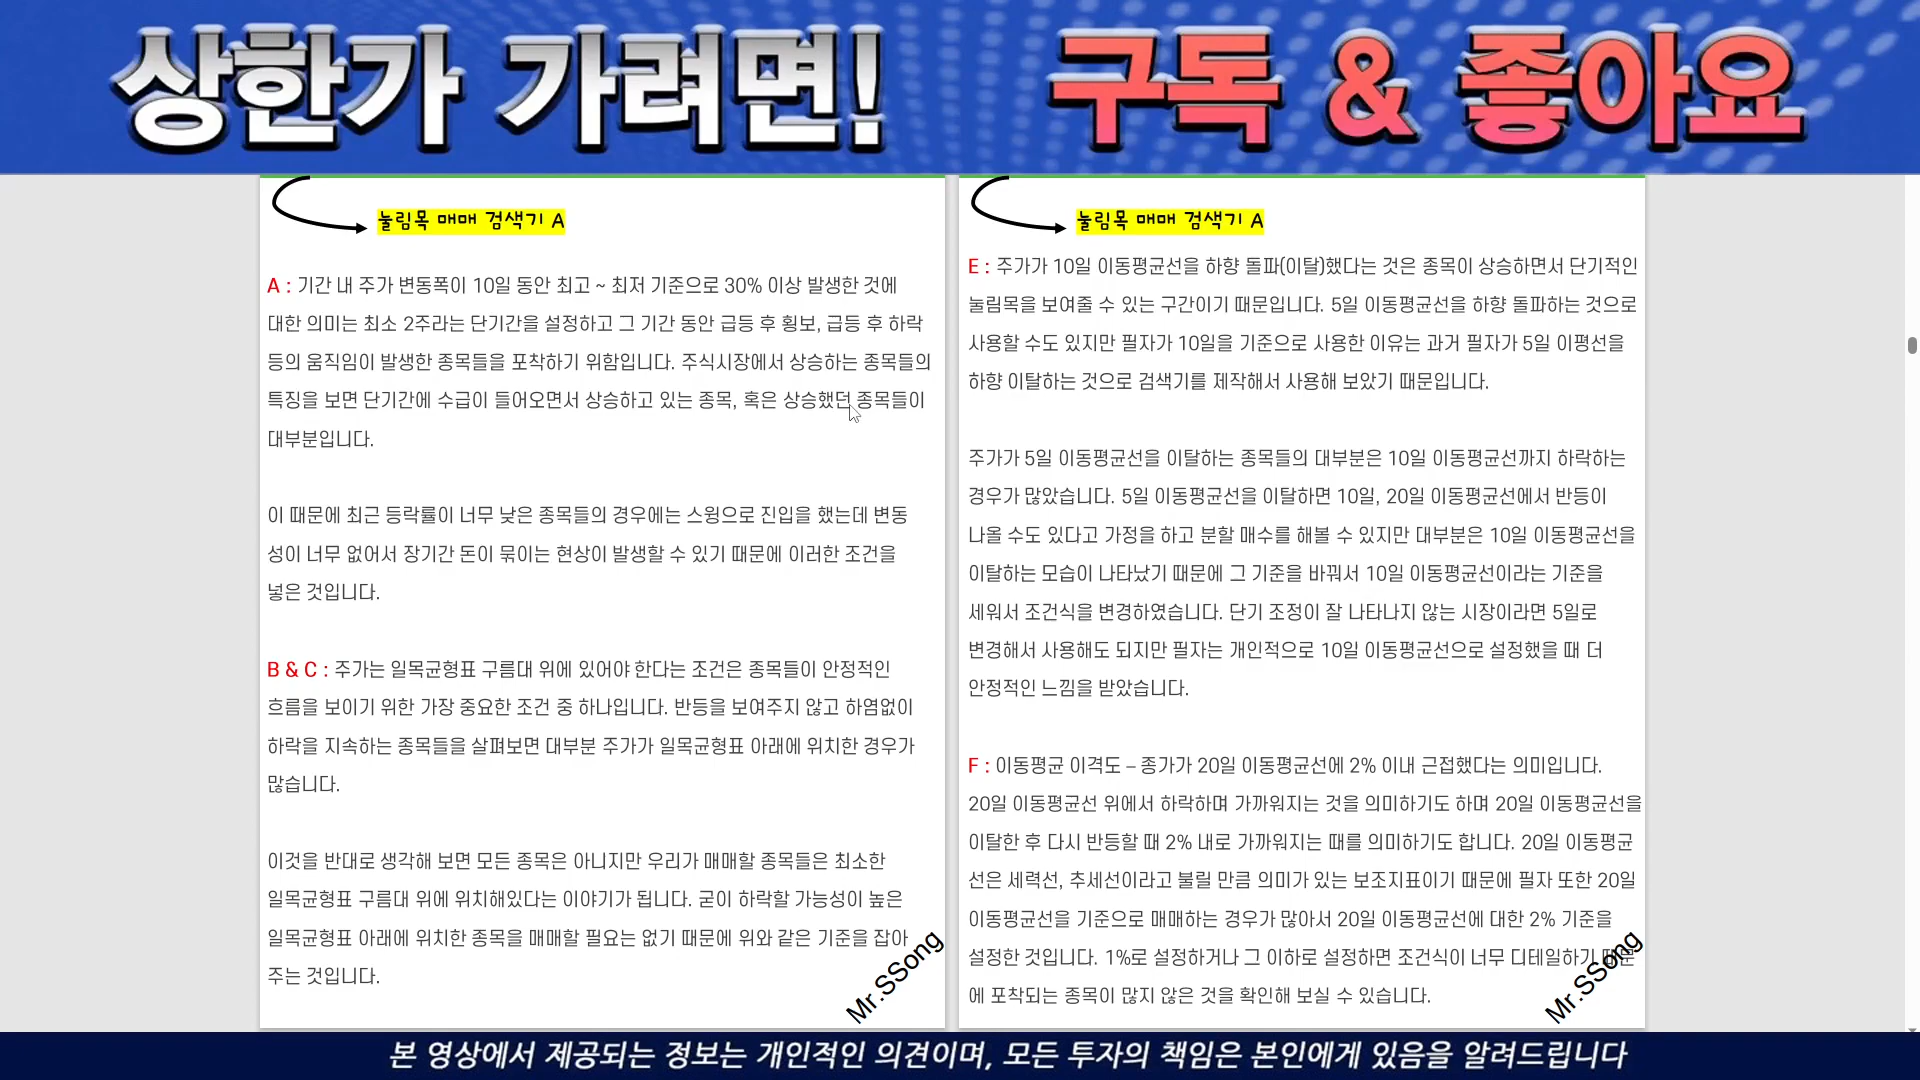 상한가 가려면! 구독 & 좋아요
눌림목 매매 검색기 A
A : 기간 내 주가 변동폭이 10일 동안 최고 ~ 최저 기준으로 30% 이상 발생한 것에
대한 의미는 최소 2주라는 단기간을 설정하고 그 기간 동안 급등 후 횡보, 급등 후 하락
등의 움직임이 발생한 종목들을 포착하기 위함입니다. 주식시장에서 상승하는 종목들의
특징을 보면 단기간에 수급이 들어오면서 상승하고 있는 종목, 혹은 상승했던 종목들이
대부분입니다.
이 때문에 최근 등락률이 너무 낮은 종목들의 경우에는 스윙으로 진입을 했는데 변동
성이 너무 없어서 장기간 돈이 묶이는 현상이 발생할 수 있기 때문에 이러한 조건을
넣은 것입니다.
B & C : 주가는 일목균형표 구름대 위에 있어야 한다는 조건은 종목들이 안정적인
흐름을 보이기 위한 가장 중요한 조건 중 하나입니다. 반등을 보여주지 않고 하염없이
하락을 지속하는 종목들을 살펴보면 대부분 주가가 일목균형표 아래에 위치한 경우가
많습니다.
이것을 반대로 생각해 보면 모든 종목은 아니지만 우리가 매매할 종목들은 최소한
일목균형표 구름대 위에 위치해있다는 이야기가 됩니다. 굳이 하락할 가능성이 높은
일목균형표 아래에 위치한 종목을 매매할 필요는 없기 때문에 위와 같은 기준을 잡아
주는 것입니다.
Mr.SSong
눌림목 매매 검색기 A
E : 주가가 10일 이동평균선을 하향 돌파(이탈)했다는 것은 종목이 상승하면서 단기적인
눌림목을 보여줄 수 있는 구간이기 때문입니다. 5일 이동평균선을 하향 돌파하는 것으로
사용할 수도 있지만 필자가 10일을 기준으로 사용한 이유는 과거 필자가 5일 이평선을
하향 이탈하는 것으로 검색기를 제작해서 사용해 보았기 때문입니다.
주가가 5일 이동평균선을 이탈하는 종목들의 대부분은 10일 이동평균선까지 하락하는
경우가 많았습니다. 5일 이동평균선을 이탈하면 10일, 20일 이동평균선에서 반등이
나올 수도 있다고 가정을 하고 분할 매수를 해볼 수 있지만 대부분은 10일 이동평균선을
이탈하는 모습이 나타났기 때문에 그 기준을 바꿔서 10일 이동평균선이라는 기준을
세워서 조건식을 변경하였습니다. 단기 조정이 잘 나타나지 않는 시장이라면 5일로
변경해서 사용해도 되지만 필자는 개인적으로 10일 이동평균선으로 설정했을 때 더
안정적인 느낌을 받았습니다.
F : 이동평균 이격도 – 종가가 20일 이동평균선에 2% 이내 근접했다는 의미입니다.
20일 이동평균선 위에서 하락하며 가까워지는 것을 의미하기도 하며 20일 이동평균선을
이탈한 후 다시 반등할 때 2% 내로 가까워지는 때를 의미하기도 합니다. 20일 이동평균
선은 세력선, 추세선이라고 불릴 만큼 의미가 있는 보조지표이기 때문에 필자 또한 20일
이동평균선을 기준으로 매매하는 경우가 많아서 20일 이동평균선에 대한 2% 기준을
설정한 것입니다. 1%로 설정하거나 그 이하로 설정하면 조건식이 너무 디테일하기 때문
에 포착되는 종목이 많지 않은 것을 확인해 보실 수 있습니다.
Mr.SSong
본 영상에서 제공되는 정보는 개인적인 의견이며, 모든 투자의 책임은 본인에게 있음을 알려드립니다